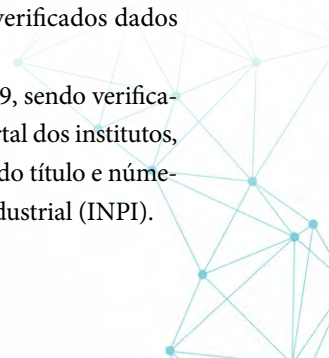 verificados dados
9, sendo verifica-
rtal dos institutos,
do título e núme-
dustrial (INPI).